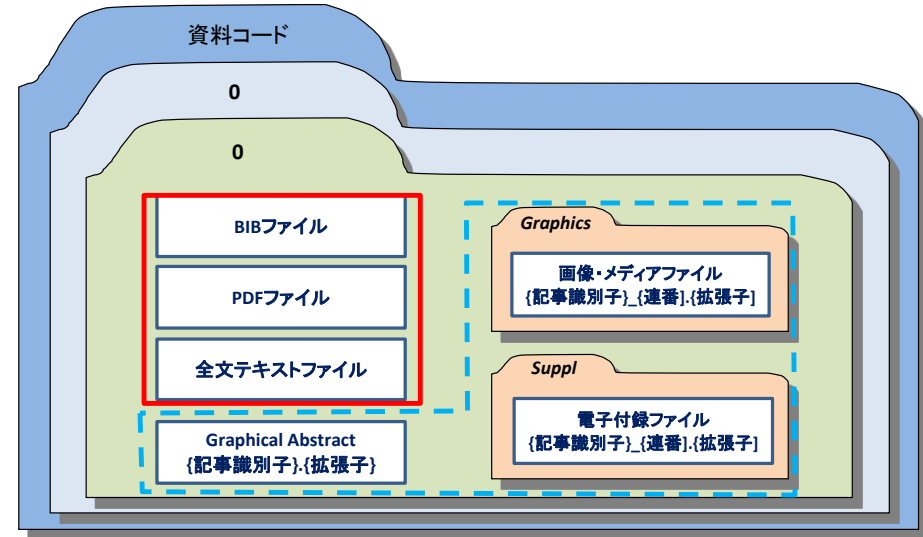 資料コード
0
0
BIBファイル
PDFファイル
全文テキストファイル
Graphical Abstract
{記事識別子}.{拡張子}
Graphics
画像・メディアファイル
{記事識別子}_{連番].{拡張子]
Suppl
電子付録ファイル
{記事識別子}_{連番].{拡張子]